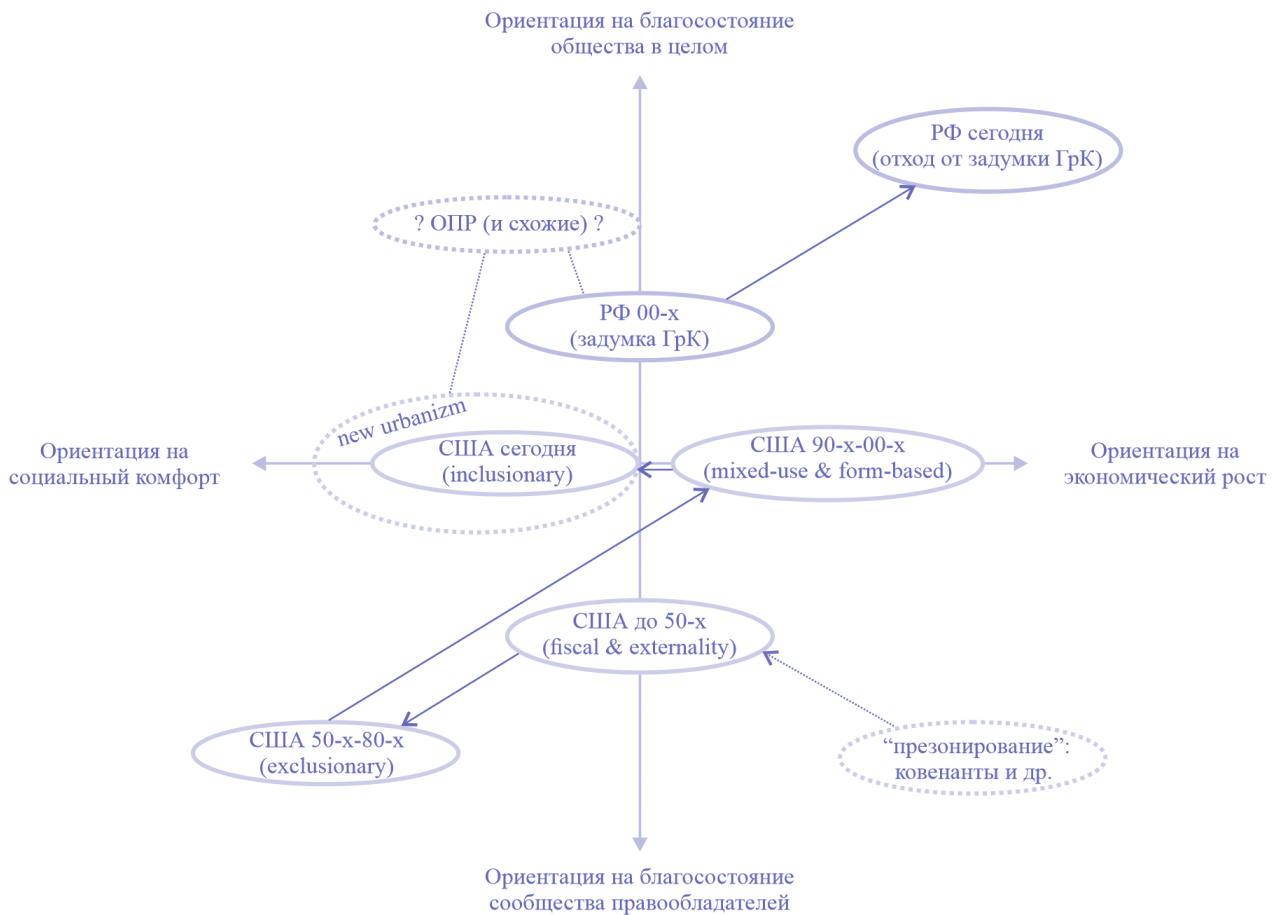 Ориентация на благосостояние
общества в целом
РФ сегодня
(отход от задумки ГрК)
? ОПР (и схожие) ?
РФ 00-х
(задумка ГрК)
new urbanizm
Ориентация на
социальный комфорт
США сегодня
(inclusionary)
США 90-х-00-х
(mixed-use & form-based)
Ориентация на
экономический рост
США до 50-х
(fiscal & externality)
США 50-х-80-х
(exclusionary)
“презонирование”:
ковенанты и др.
Ориентация на благосостояние
сообщества правообладателей